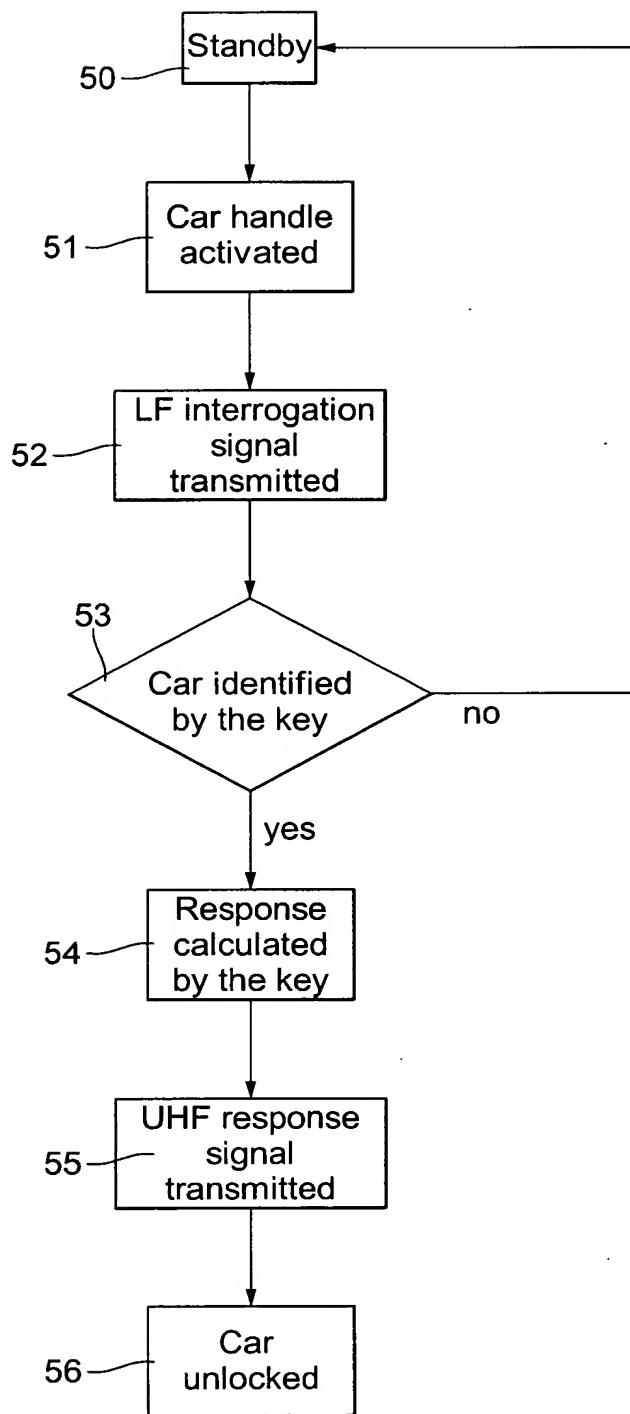 Standby
50
Car handle
activated
51
LF interrogation
signal
transmitted
52
53
Car identified
by the key
no
yes
Response
calculated
by the key
54
UHF response
signal
transmitted
55
Car
unlocked
56